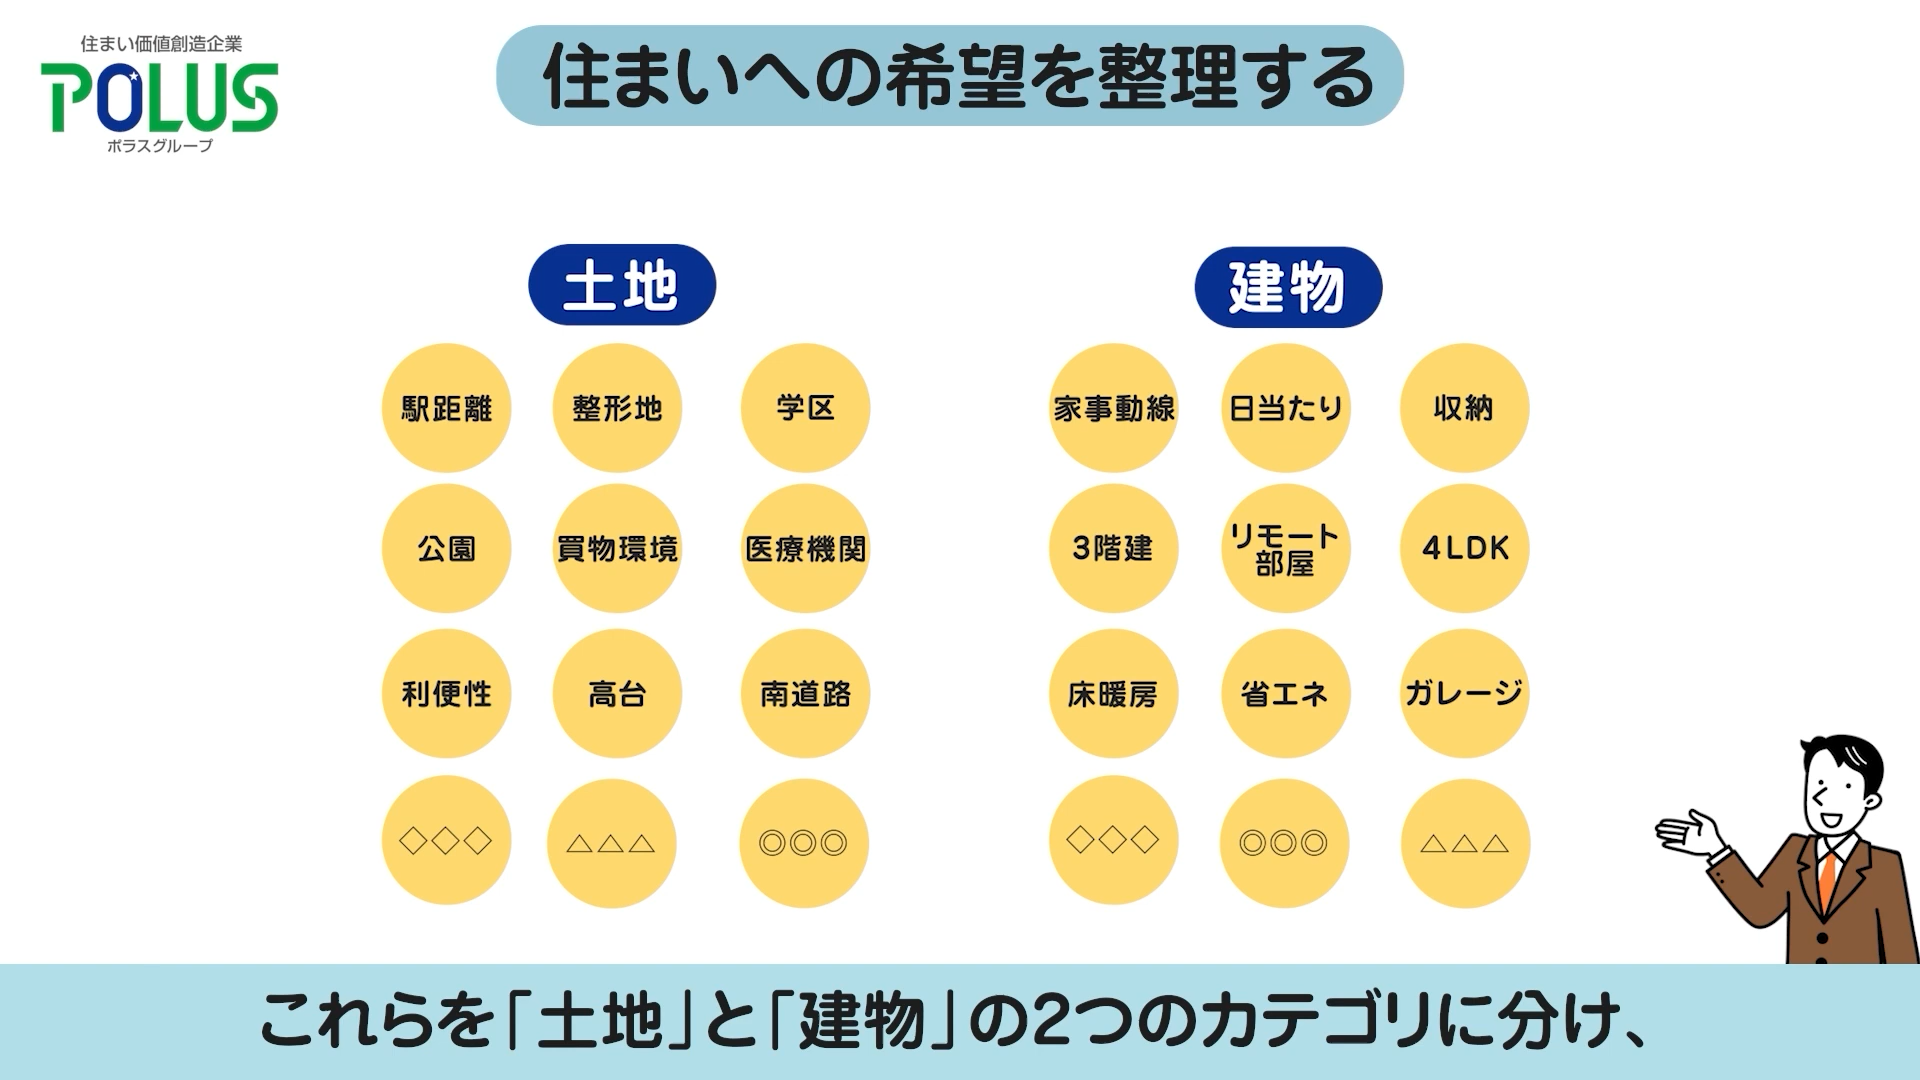 住まい価値創造企業
POLUS
ポラスグループ
住まいへの希望を整理する
土地
駅距離 整形地 学区
公園 買物環境 医療機関
利便性 高台 南道路
◇◇◇ △△△ ◎◎◎
建物
家事動線 日当たり 収納
3階建 リモート部屋 4LDK
床暖房 省エネ ガレージ
◇◇◇ ◎◎◎ △△△
これらを「土地」と「建物」の2つのカテゴリに分け、